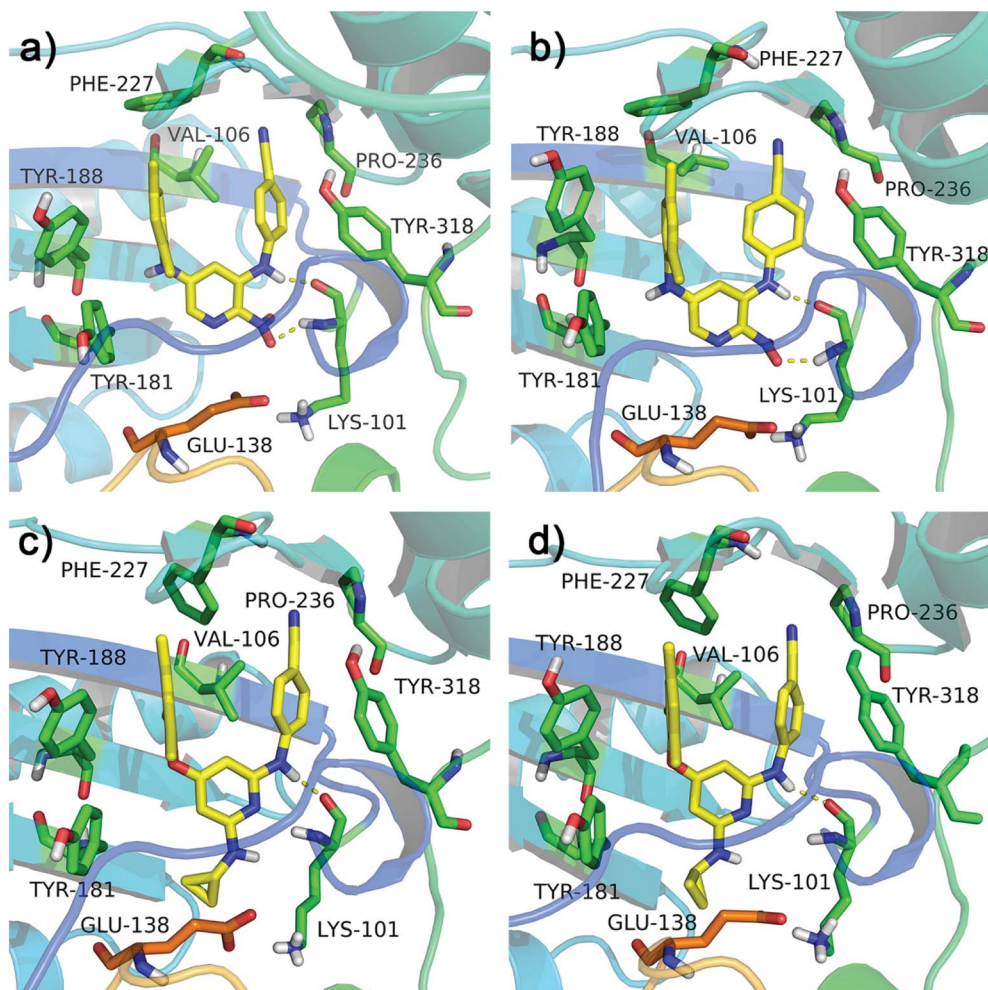 a)
PHE-227
VAL-106
TYR-188
PRO-236
TYR-318
TYR-181
LYS-101
GLU-138
b)
PHE-227
TYR-188
VAL-106
PRO-236
TYR-318
TYR-181
LYS-101
GLU-138
c)
PHE-227
PRO-236
VAL-106
TYR-188
TYR-318
TYR-181
GLU-138
LYS-101
d)
PHE-227
PRO-236
TYR-188
VAL-106
TYR-318
LYS-101
TYR-181
GLU-138